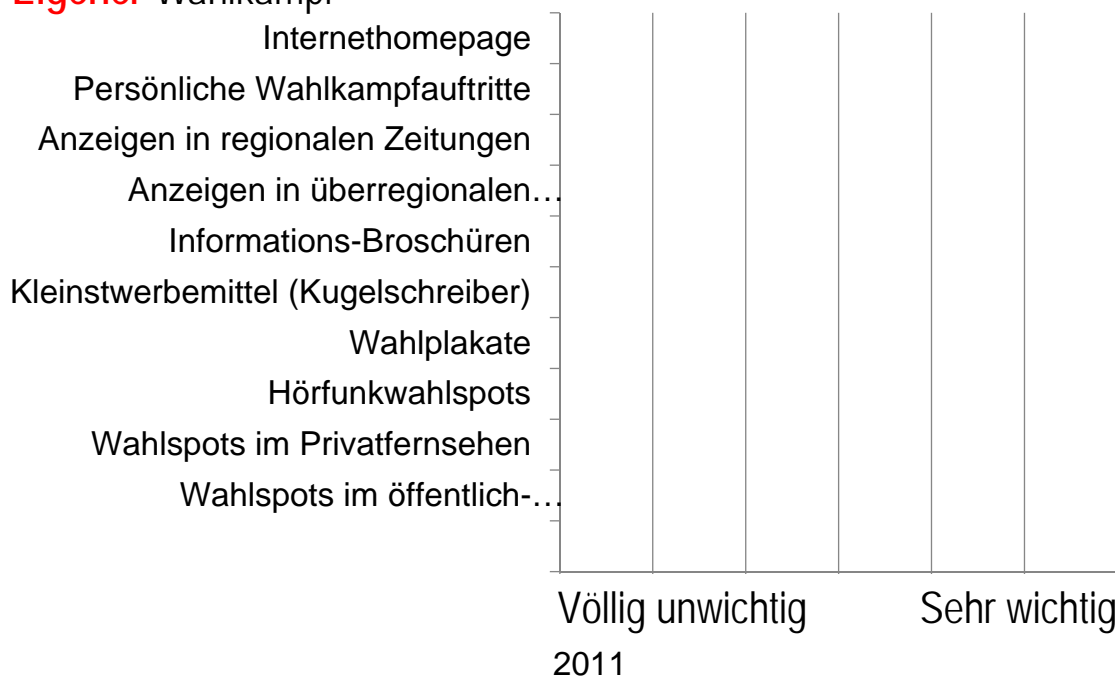 Eigener Wahlkampf
Internethomepage
Persönliche Wahlkampfauftritte
Anzeigen in regionalen Zeitungen
Anzeigen in überregionalen…
Informations-Broschüren
Kleinstwerbemittel (Kugelschreiber)
Wahlplakate
Hörfunkwahlspots
Wahlspots im Privatfernsehen
Wahlspots im öffentlich-…
Völlig unwichtig Sehr wichtig
2011